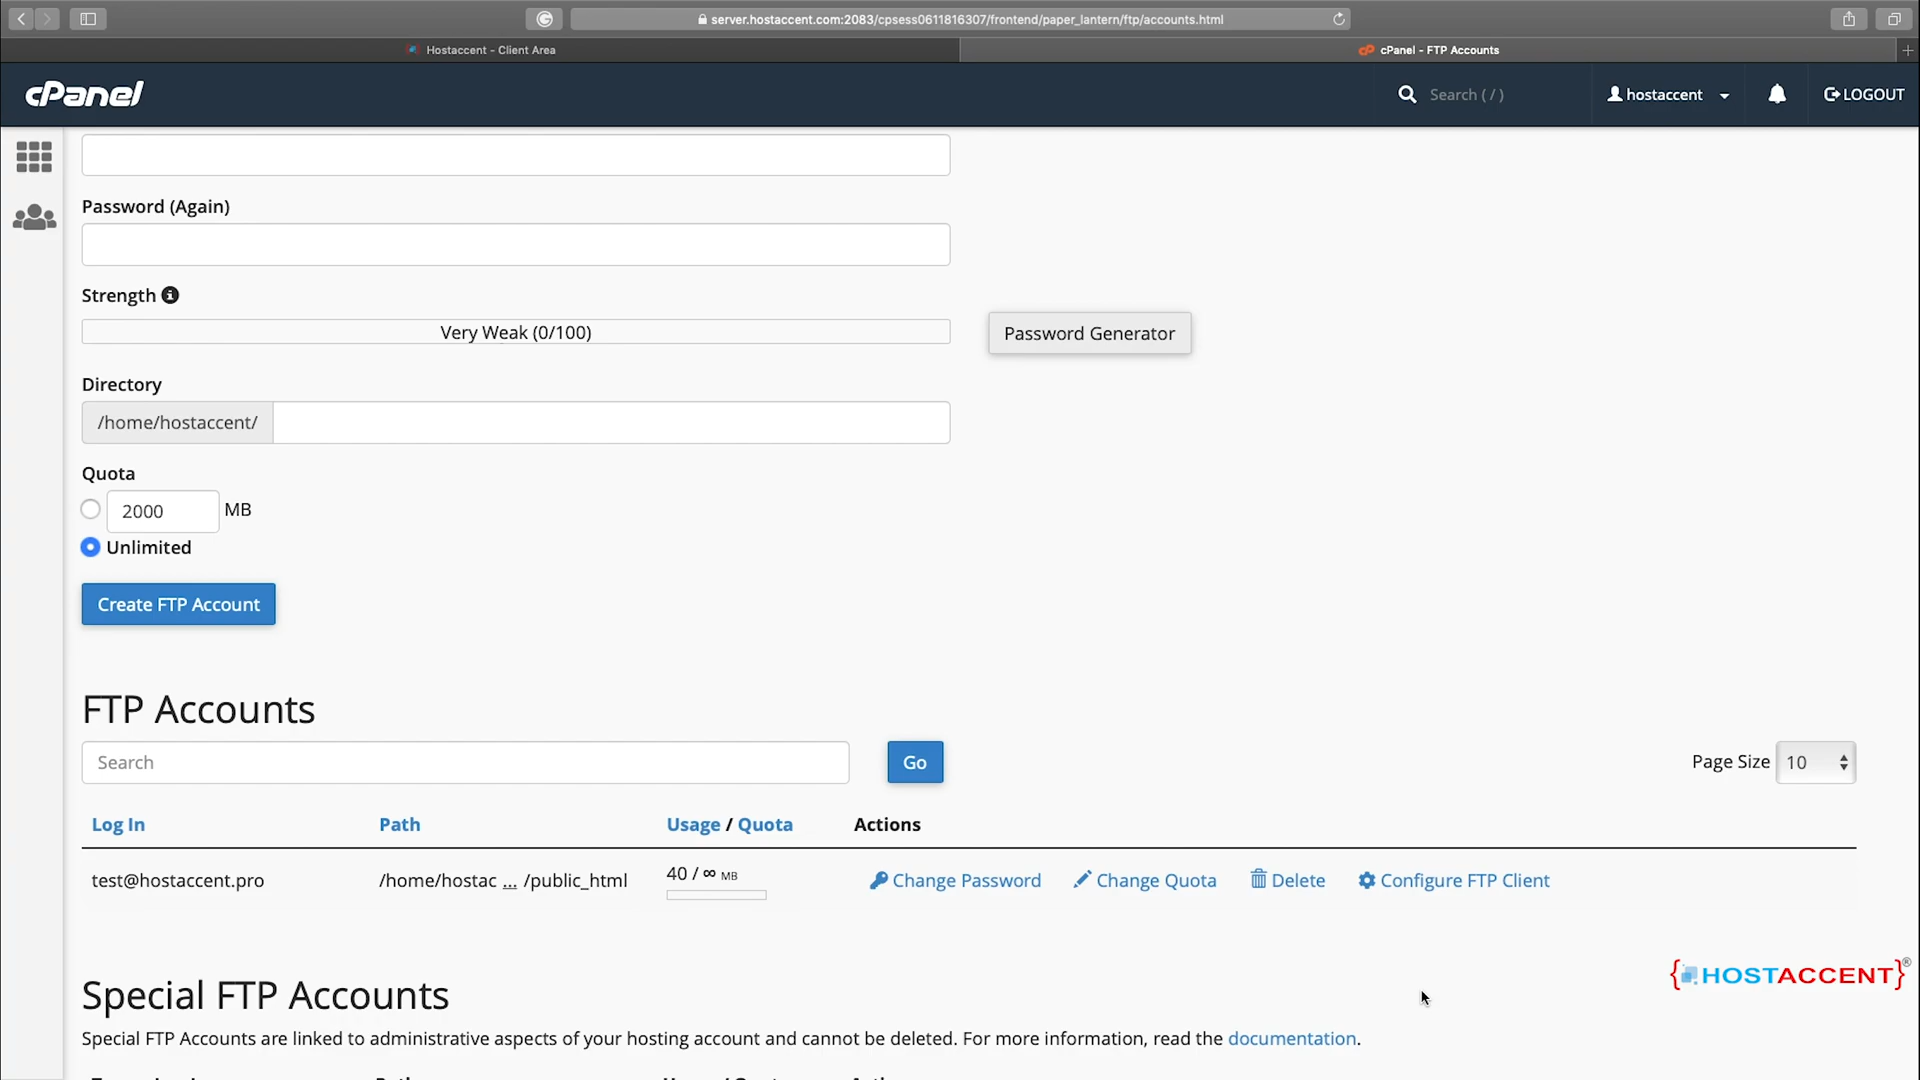 server.hostaccent.com:2083/cpsess0611816307/frontend/paper_lantern/ftp/accounts.html
Hostaccent - Client Area
cPanel - FTP Accounts
cPanel
Search ( / )
hostaccent
LOGOUT
Password (Again)
Strength
Very Weak (0/100)
Password Generator
Directory
/home/hostaccent/
Quota
2000 MB
Unlimited
Create FTP Account
FTP Accounts
Search
Go
Page Size 10
Log In Path Usage / Quota Actions
test@hostaccent.pro /home/hostac ... /public_html 40 / ∞ MB Change Password Change Quota Delete Configure FTP Client
{HOSTACCENT}®
Special FTP Accounts
Special FTP Accounts are linked to administrative aspects of your hosting account and cannot be deleted. For more information, read the documentation.